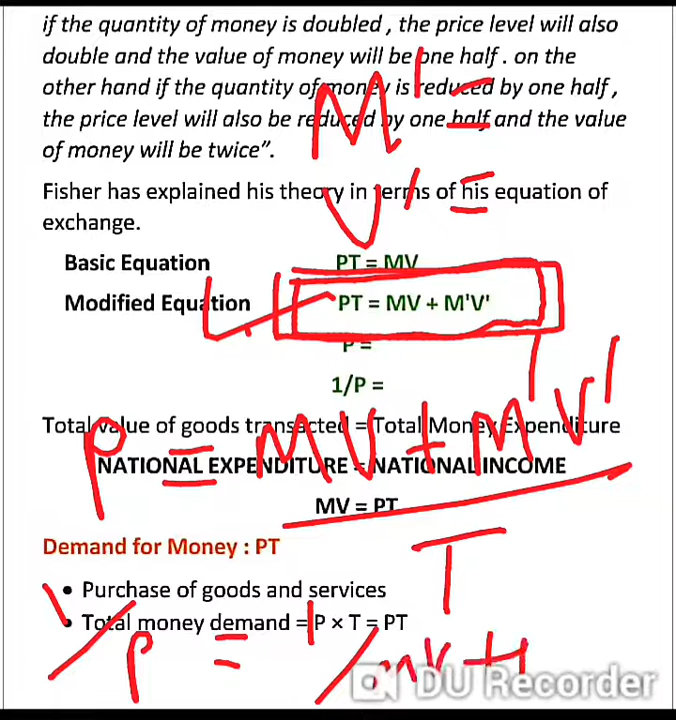 if the quantity of money is doubled , the price level will also
double and the value of money will be one half . on the
other hand if the quantity of money is reduced by one half ,
the price level will also be reduced by one half and the value
of money will be twice”.
M' =
Fisher has explained his theory in terms of his equation of
V' =
exchange.
Basic Equation PT = MV
Modified Equation PT = MV + M'V'
P =
1/P =
Total value of goods transacted = Total Money Expenditure
P = MV + M'V'
NATIONAL EXPENDITURE = NATIONAL INCOME
MV = PT
T
Demand for Money : PT
• Purchase of goods and services
• Total money demand = P x T = PT
1/P = 1/MV +
DU Recorder